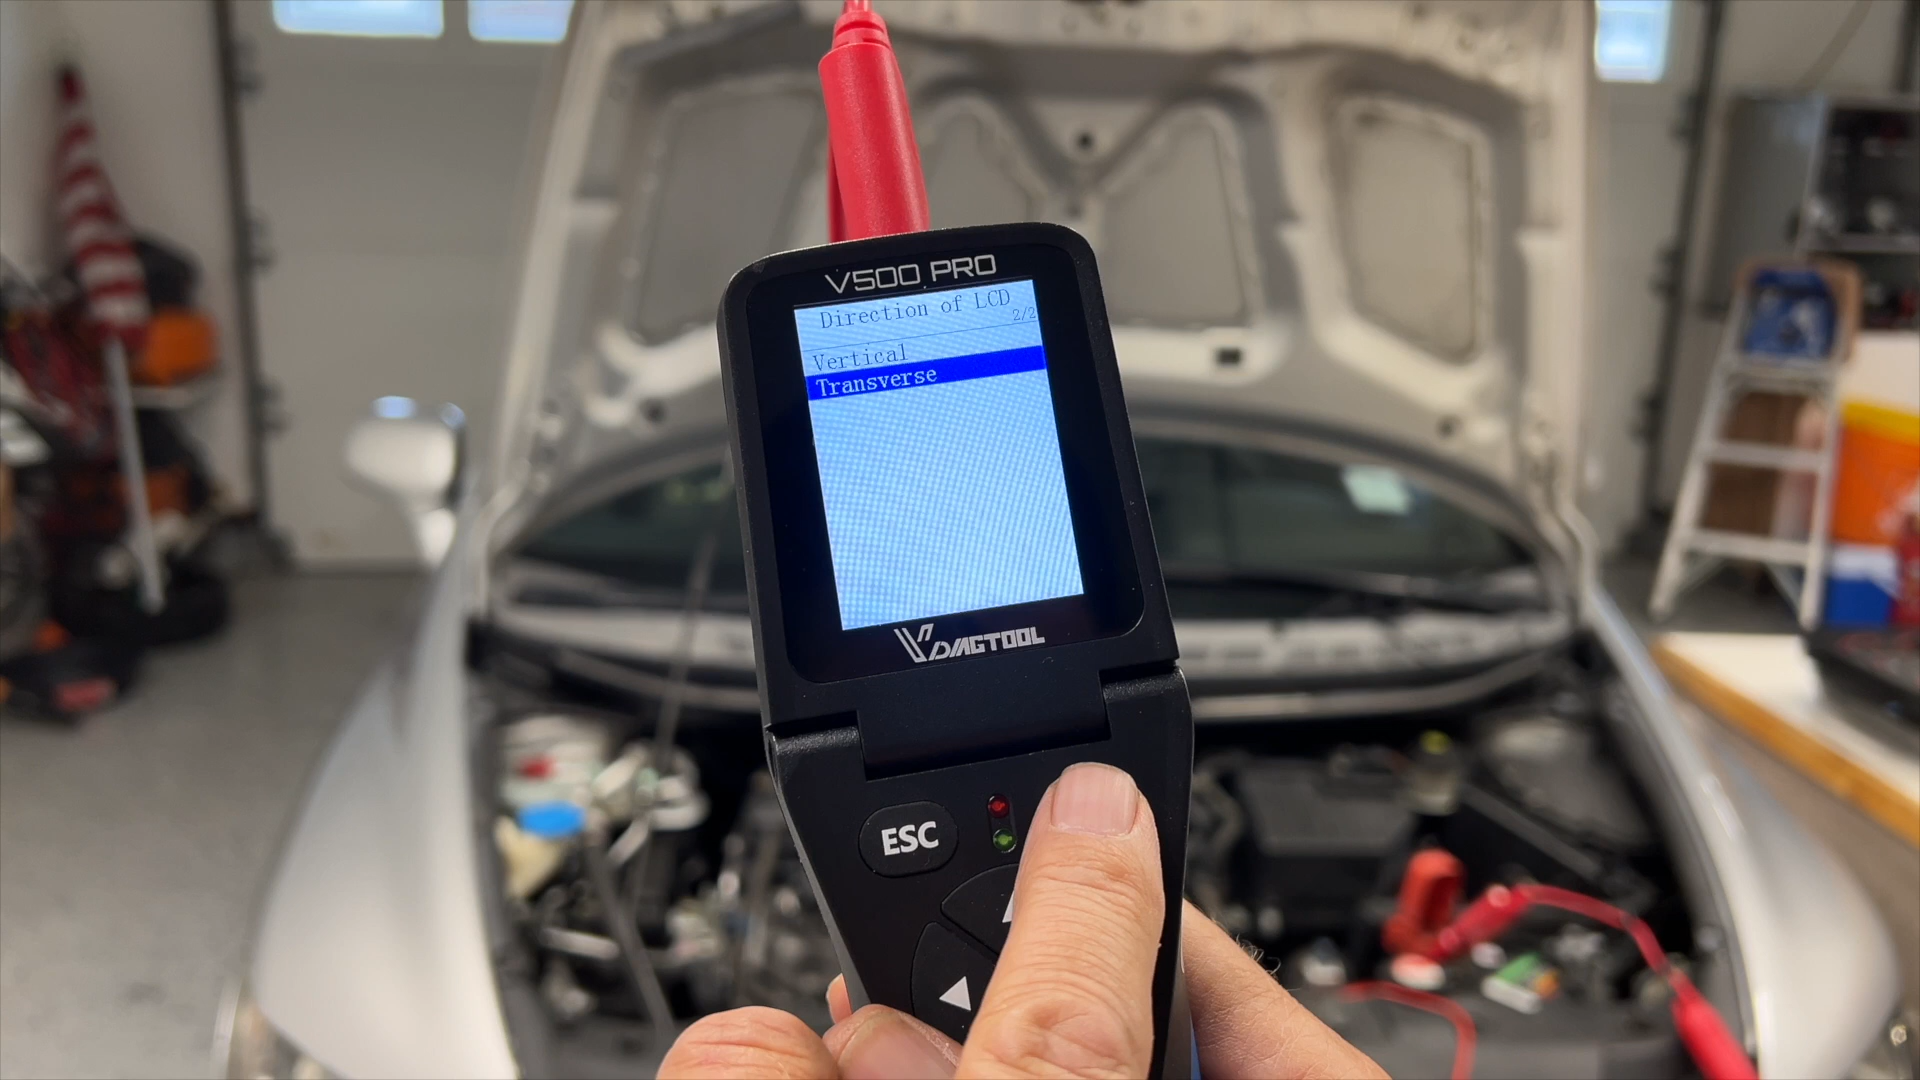 V500 PRO
Direction of LCD
2/2
Vertical
Transverse
VDIAGTOOL
ESC